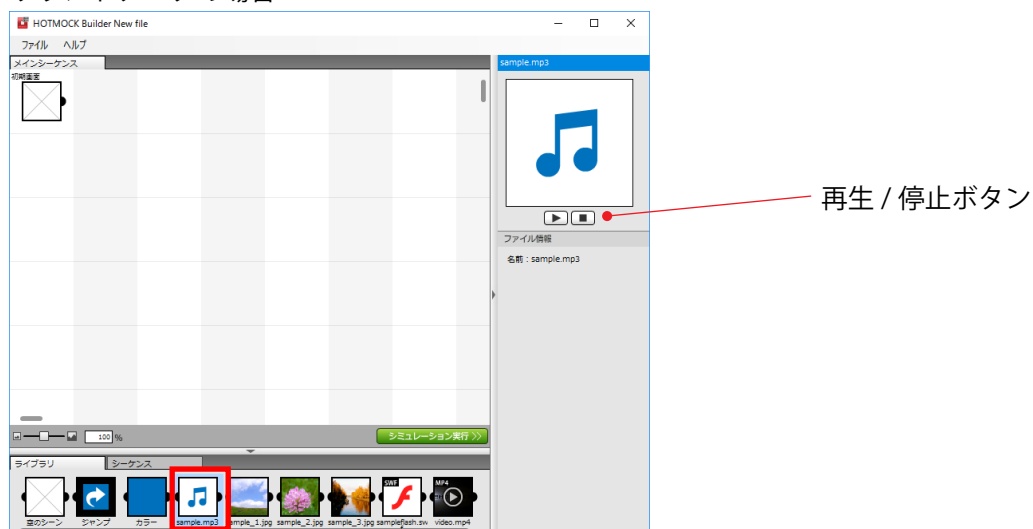 HOTMOCK Builder New file
ファイル ヘルプ
メインシーケンス
初期画面
sample.mp3
再生 / 停止ボタン
ファイル情報
名前 : sample.mp3
100 %
シミュレーション実行 >>
ライブラリ シーケンス
SWF MP4
空のシーン ジャンプ カラー sample.mp3 sample_1.jpg sample_2.jpg sample_3.jpg sampleflash.sw video.mp4